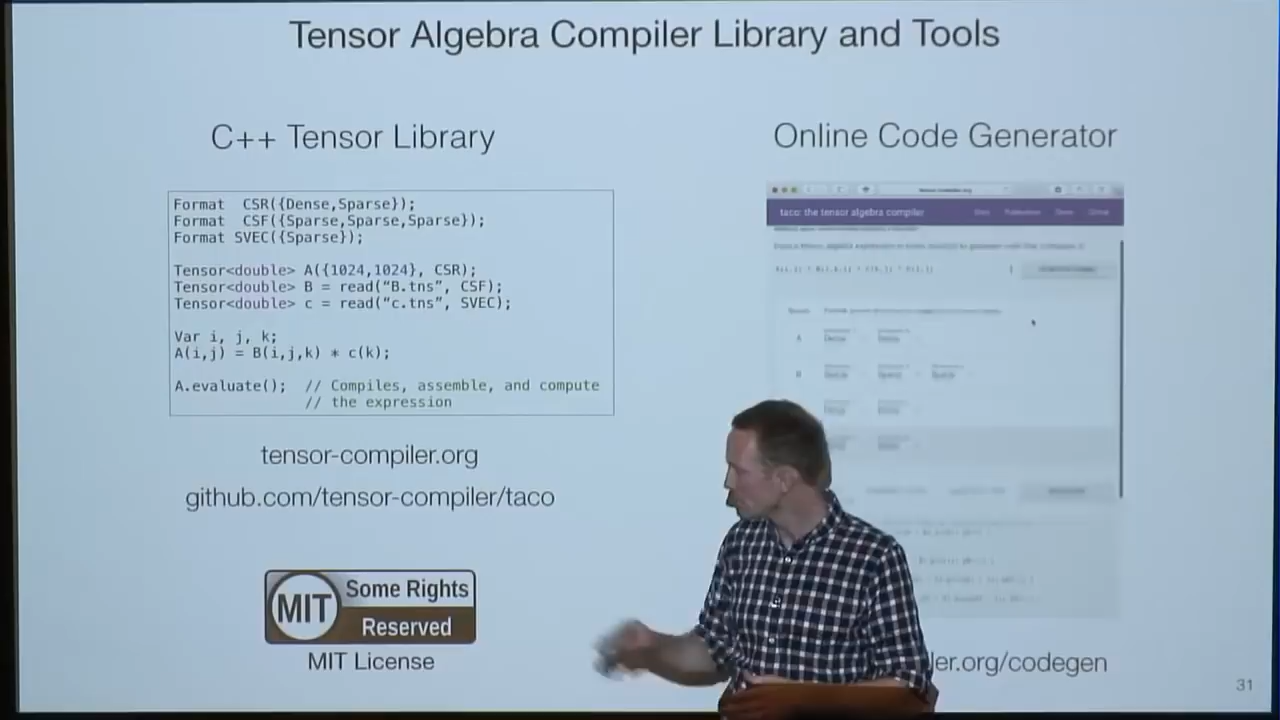 Tensor Algebra Compiler Library and Tools
C++ Tensor Library
Format  CSR({Dense,Sparse});
Format  CSF({Sparse,Sparse,Sparse});
Format SVEC({Sparse});
Tensor<double> A({1024,1024}, CSR);
Tensor<double> B = read("B.tns", CSF);
Tensor<double> c = read("c.tns", SVEC);
Var i, j, k;
A(i,j) = B(i,j,k) * c(k);
A.evaluate();  // Compiles, assemble, and compute
// the expression
tensor-compiler.org
github.com/tensor-compiler/taco
MIT Some Rights
Reserved
MIT License
Online Code Generator
taco: the tensor algebra compiler
A
B
ler.org/codegen
31